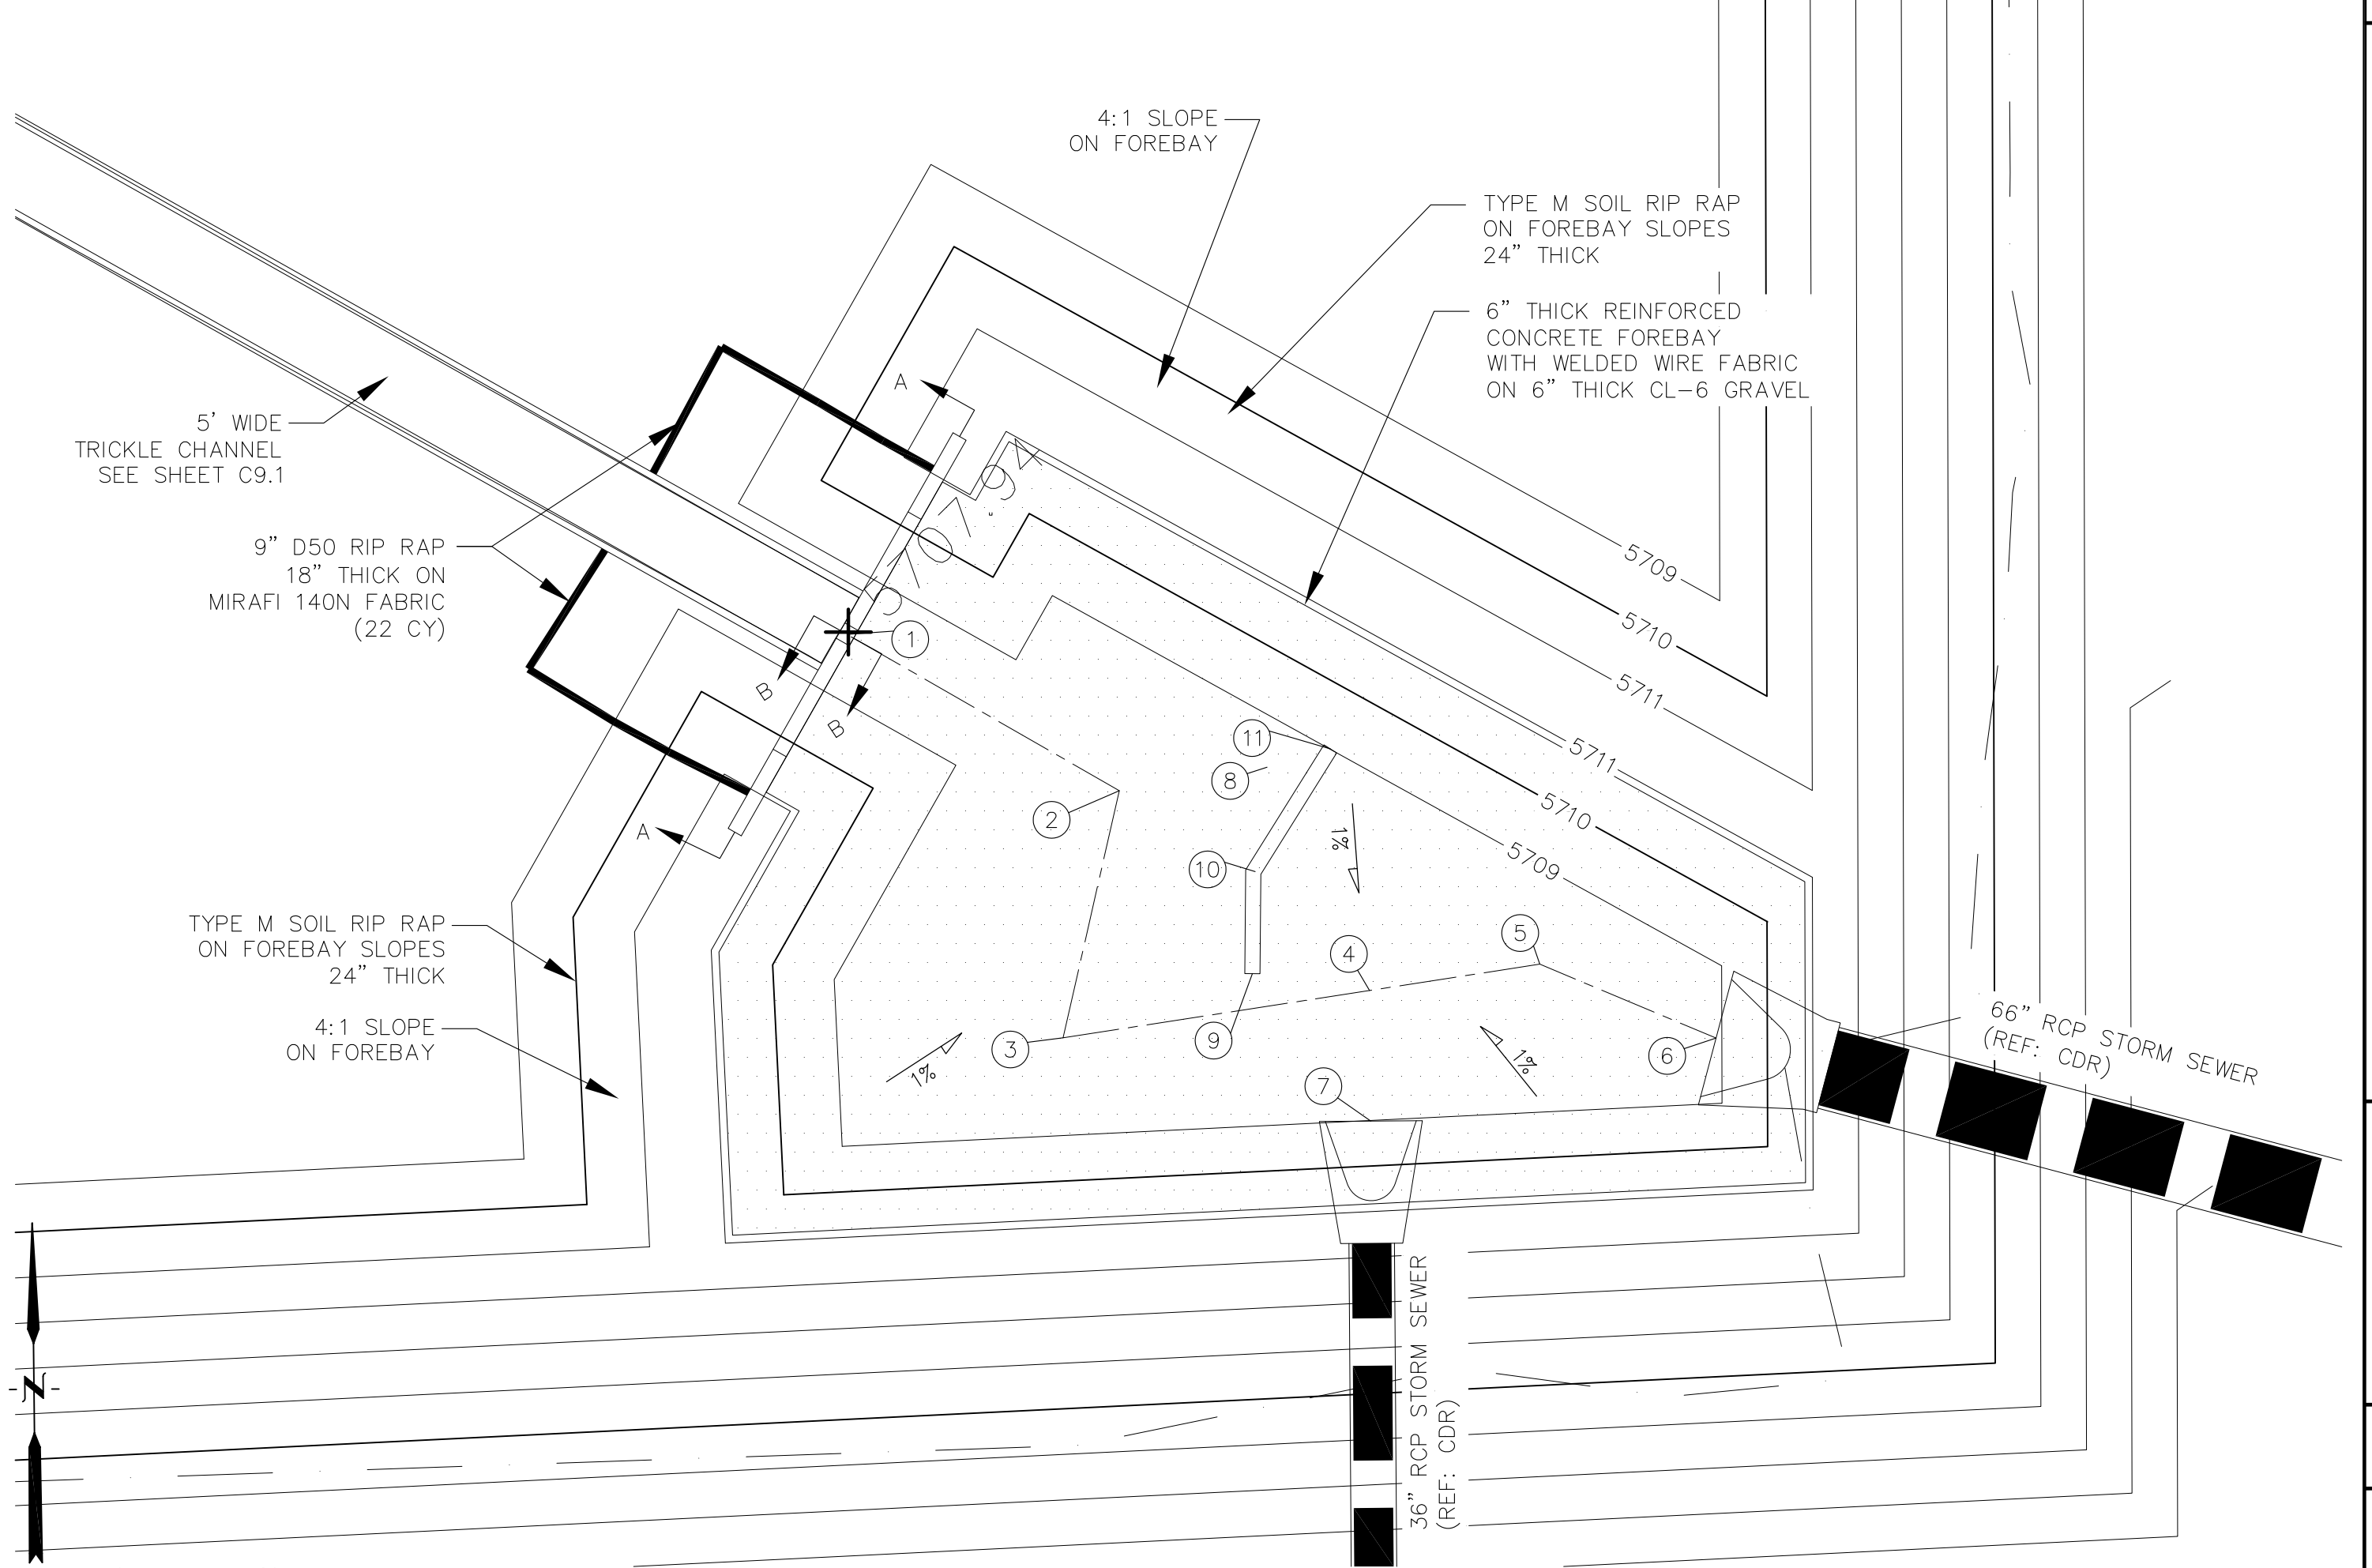 4:1 SLOPE
ON FOREBAY
TYPE M SOIL RIP RAP
ON FOREBAY SLOPES
24" THICK
6" THICK REINFORCED
CONCRETE FOREBAY
WITH WELDED WIRE FABRIC
ON 6" THICK CL-6 GRAVEL
5' WIDE
TRICKLE CHANNEL
SEE SHEET C9.1
9" D50 RIP RAP
18" THICK ON
MIRAFI 140N FABRIC
(22 CY)
A
5707.94
5709
5710
5711
1
B
B
11
8
2
5711
5710
5709
1%
10
A
TYPE M SOIL RIP RAP
ON FOREBAY SLOPES
24" THICK
4:1 SLOPE
ON FOREBAY
4
5
3
9
6
7
1%
1%
66" RCP STORM SEWER
(REF: CDR)
36" RCP STORM SEWER
(REF: CDR)
N